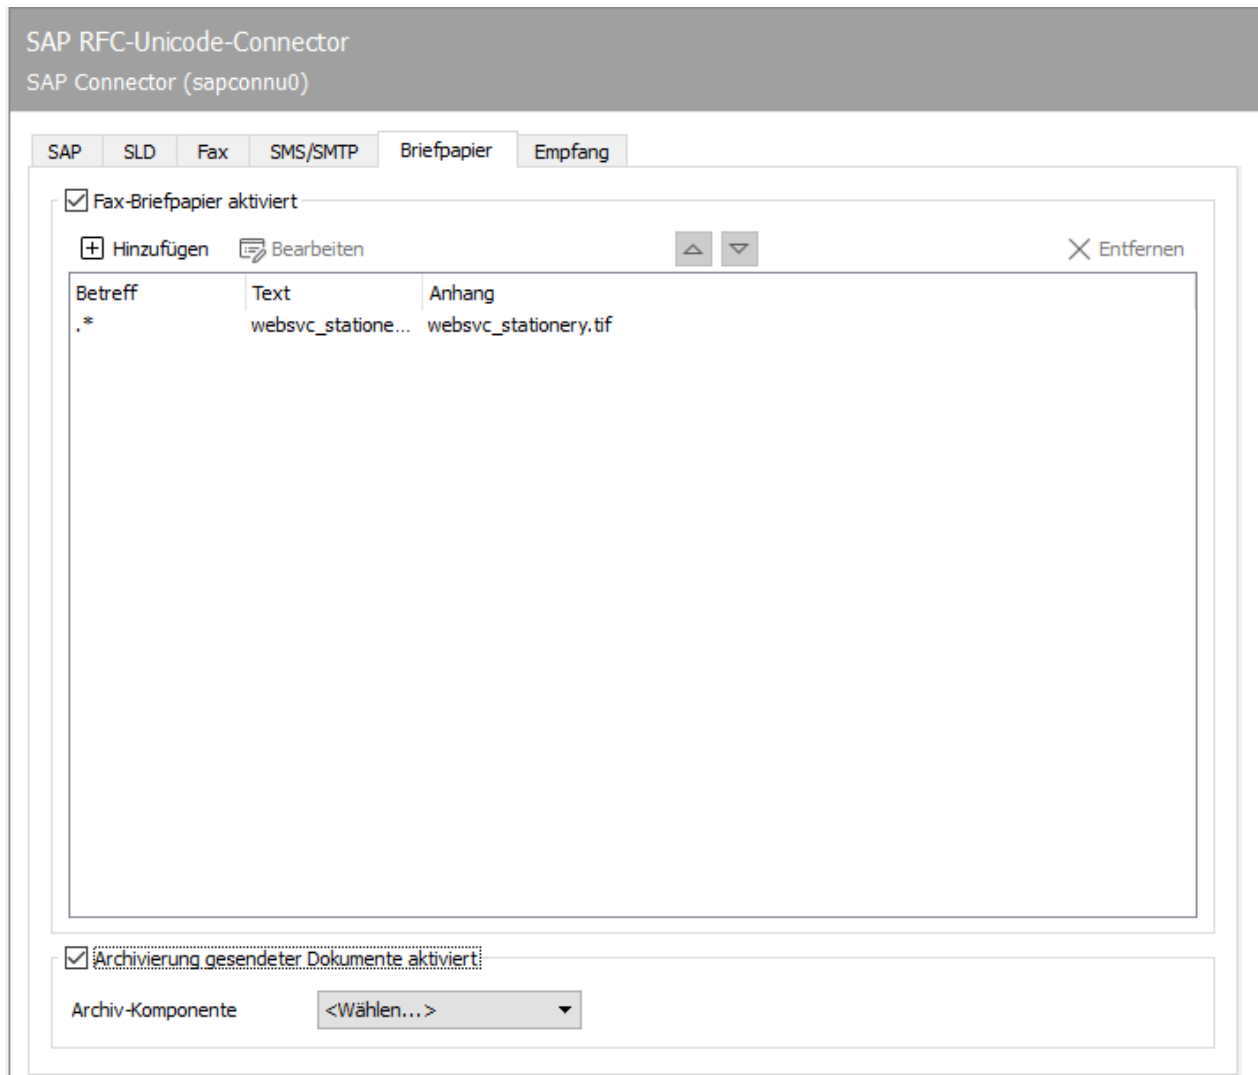 SAP RFC-Unicode-Connector
SAP Connector (sapconnu0)
SAP SLD Fax SMS/SMTP Briefpapier Empfang
Fax-Briefpapier aktiviert
Hinzufügen Bearbeiten Entfernen
Betreff Text Anhang
.* websvc_statione... websvc_stationery.tif
Archivierung gesendeter Dokumente aktiviert
Archiv-Komponente <Wählen...>